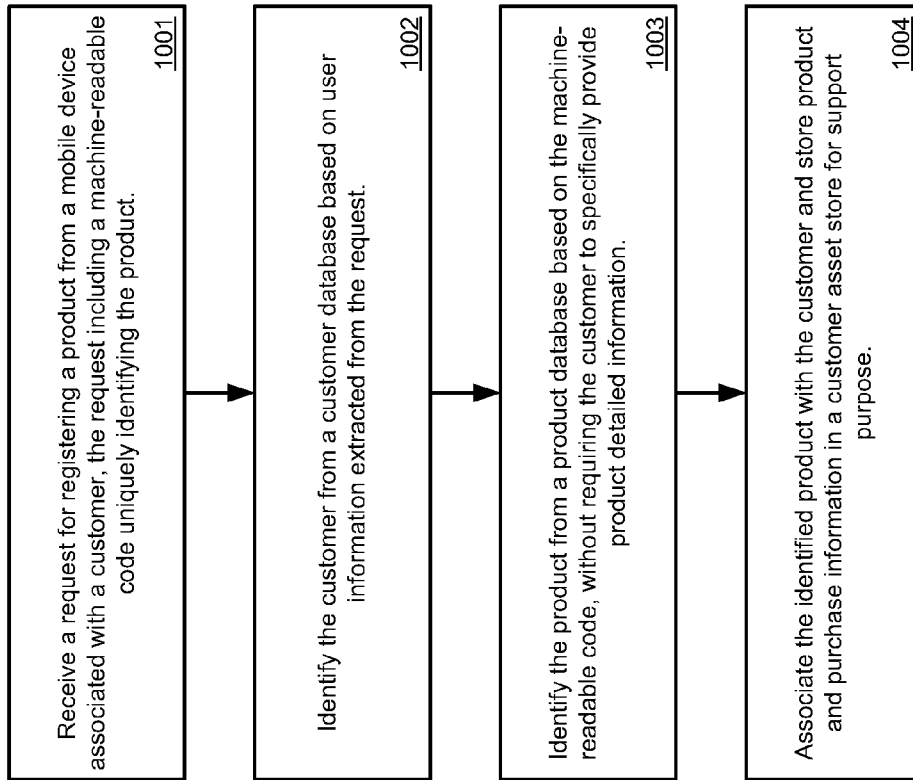 Receive a request for registering a product from a mobile device
associated with a customer, the request including a machine-readable
code uniquely identifying the product.
1001
Identify the customer from a customer database based on user
information extracted from the request.
1002
Identify the product from a product database based on the machine-
readable code, without requiring the customer to specifically provide
product detailed information.
1003
Associate the identified product with the customer and store product
and purchase information in a customer asset store for support
purpose.
1004